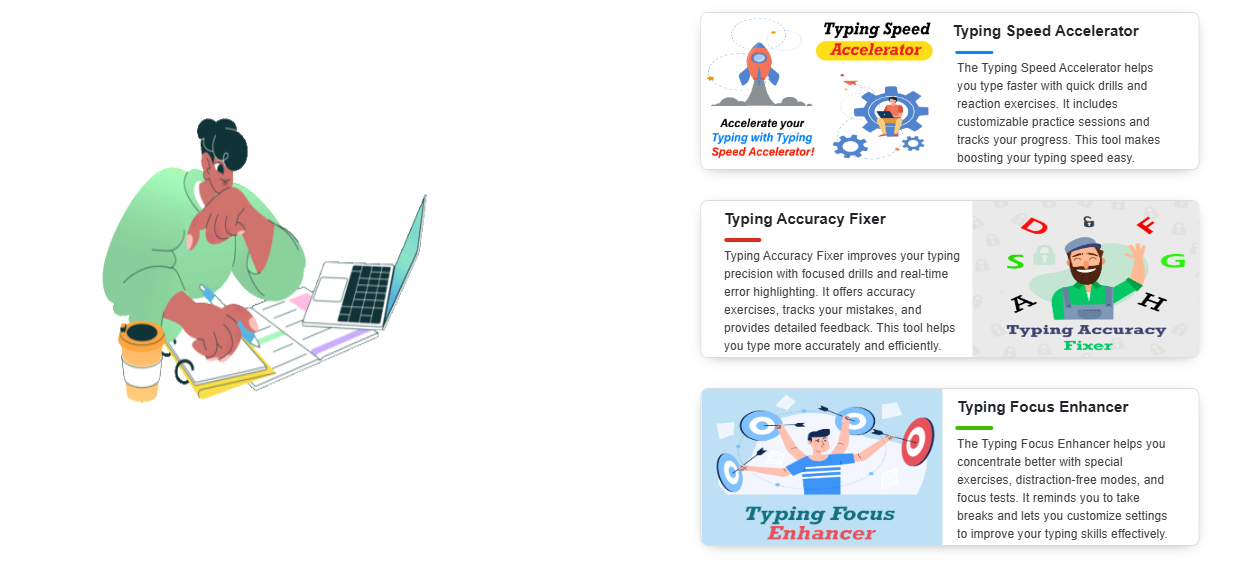 Typing Speed
Accelerator
Accelerate your
Typing with Typing
Speed Accelerator!
Typing Speed Accelerator
The Typing Speed Accelerator helps
you type faster with quick drills and
reaction exercises. It includes
customizable practice sessions and
tracks your progress. This tool makes
boosting your typing speed easy.
Typing Accuracy Fixer
Typing Accuracy Fixer improves your typing
precision with focused drills and real-time
error highlighting. It offers accuracy
exercises, tracks your mistakes, and
provides detailed feedback. This tool helps
you type more accurately and efficiently.
D F
S G
A H
Typing Accuracy
Fixer
Typing Focus
Enhancer
Typing Focus Enhancer
The Typing Focus Enhancer helps you
concentrate better with special
exercises, distraction-free modes, and
focus tests. It reminds you to take
breaks and lets you customize settings
to improve your typing skills effectively.